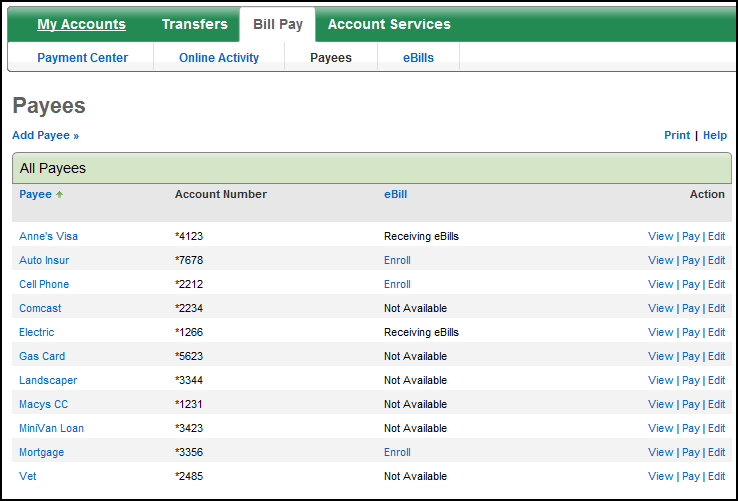 My Accounts Transfers Bill Pay Account Services
Payment Center Online Activity Payees eBills
Payees
Add Payee » Print | Help
All Payees
Payee Account Number eBill Action
Anne's Visa *4123 Receiving eBills View | Pay | Edit
Auto Insur *7678 Enroll View | Pay | Edit
Cell Phone *2212 Enroll View | Pay | Edit
Comcast *2234 Not Available View | Pay | Edit
Electric *1266 Receiving eBills View | Pay | Edit
Gas Card *5623 Not Available View | Pay | Edit
Landscaper *3344 Not Available View | Pay | Edit
Macys CC *1231 Not Available View | Pay | Edit
MiniVan Loan *3423 Not Available View | Pay | Edit
Mortgage *3356 Enroll View | Pay | Edit
Vet *2485 Not Available View | Pay | Edit